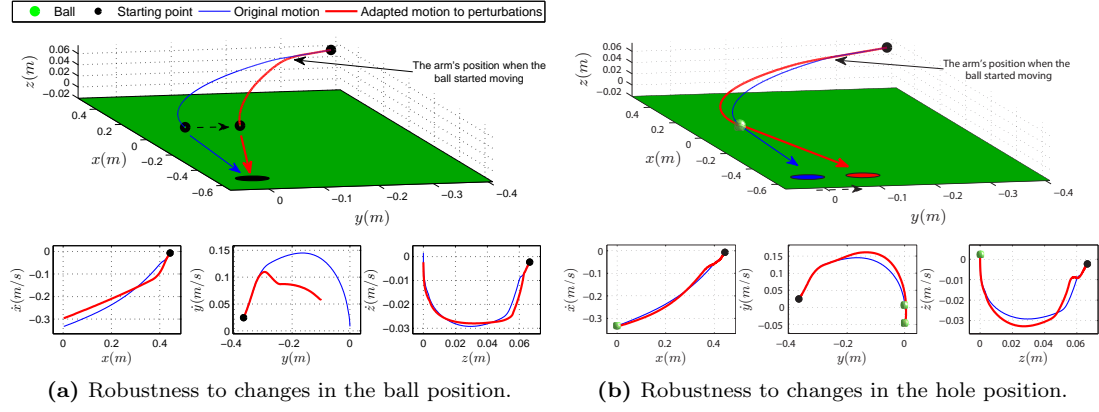 Ball Starting point Original motion Adapted motion to perturbations
0.06
0.04
0.02
0
−0.02
z(m)
0.4
0.2
0
−0.2
−0.4
−0.6
x(m)
0
−0.1
−0.2
−0.3
−0.4
y(m)
The arm's position when the
ball started moving
0.06
0.04
0.02
0
−0.02
z(m)
0.4
0.2
0
−0.2
−0.4
−0.6
x(m)
0
−0.1
−0.2
−0.3
−0.4
y(m)
The arm's position when the
ball started moving
0
−0.1
−0.2
−0.3
ẋ(m/s)
0 0.2 0.4
x(m)
0.15
0.1
0.05
0
ẏ(m/s)
−0.4 −0.2 0
y(m)
0
−0.01
−0.02
−0.03
ż(m/s)
0 0.02 0.04 0.06
z(m)
0
−0.1
−0.2
−0.3
ẋ(m/s)
0 0.2 0.4
x(m)
0.15
0.1
0.05
0
−0.05
ẏ(m/s)
−0.4 −0.2 0
y(m)
0
−0.01
−0.02
−0.03
ż(m/s)
0 0.02 0.04 0.06
z(m)
(a) Robustness to changes in the ball position.
(b) Robustness to changes in the hole position.